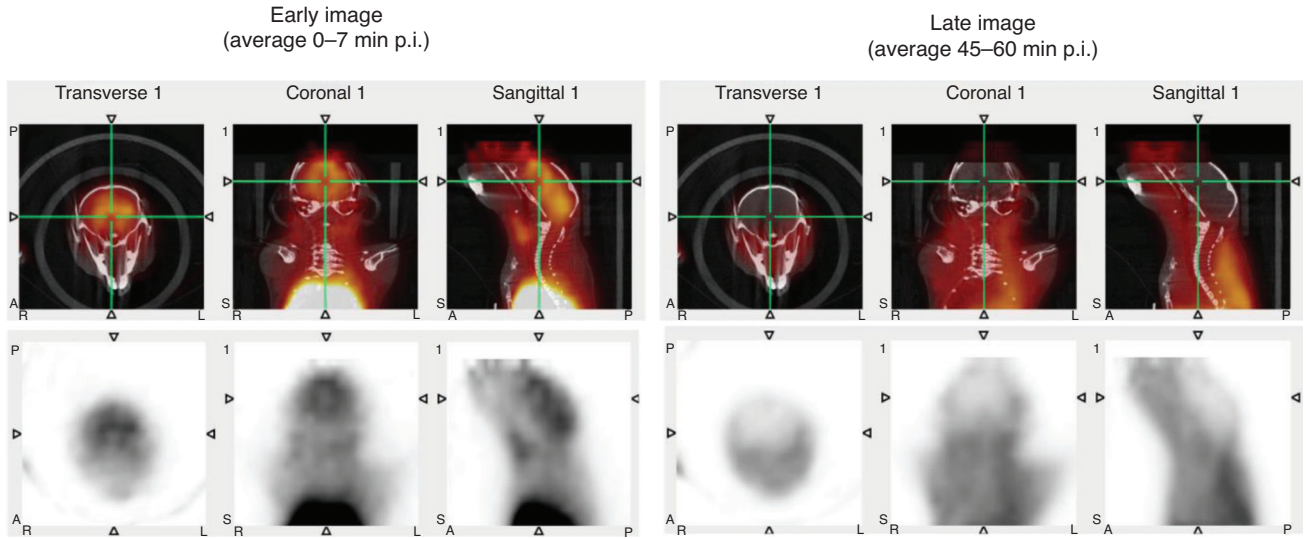 Early image
(average 0–7 min p.i.)
Late image
(average 45–60 min p.i.)
Transverse 1 Coronal 1 Sangittal 1
Transverse 1 Coronal 1 Sangittal 1
P 1 1
P 1 1
A S S
A S S
R L R L A P
R L R L A P
P 1 1
P 1 1
A S S
A S S
R L R L A P
R L R L A P